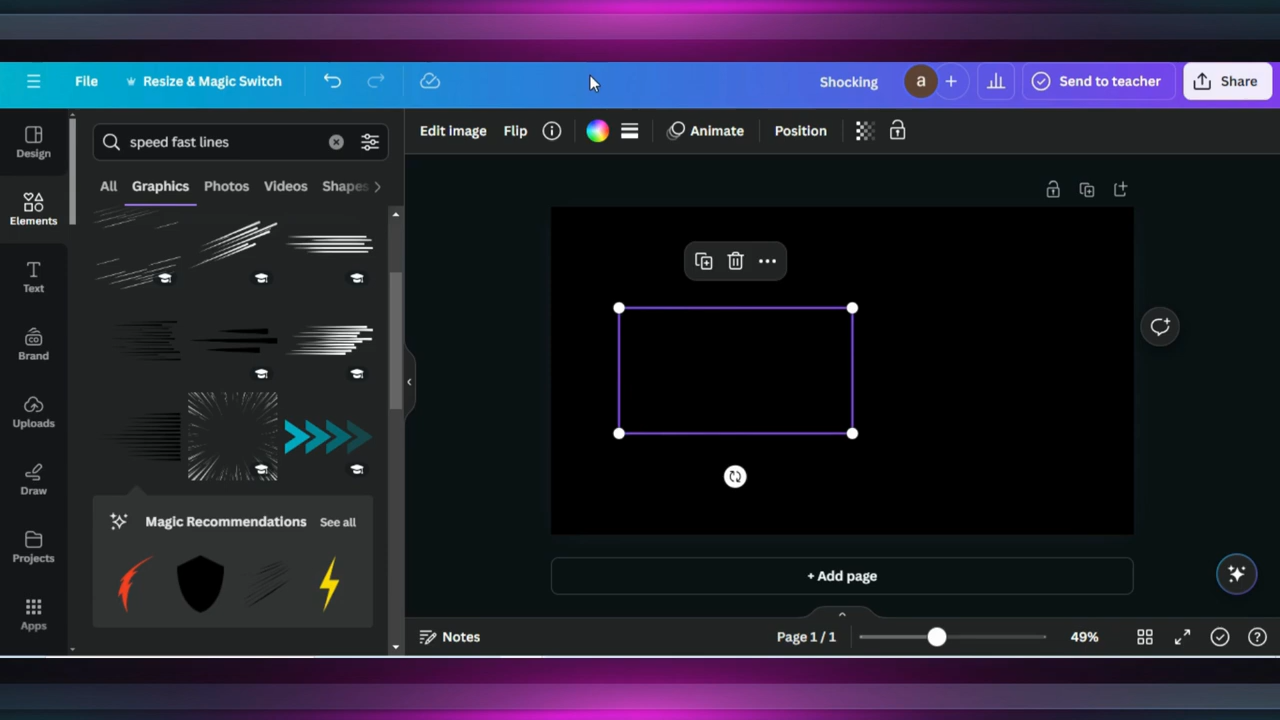 File
Resize & Magic Switch
Shocking
a
Send to teacher
Share
Design
Elements
Text
Brand
Uploads
Draw
Projects
Apps
speed fast lines
All
Graphics
Photos
Videos
Shapes
Magic Recommendations
See all
Edit image
Flip
Animate
Position
+ Add page
Notes
Page 1 / 1
49%